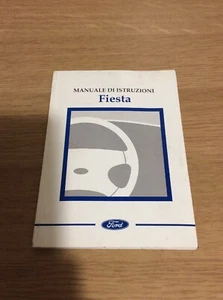 MANUALE DI ISTRUZIONI
Fiesta
Ford